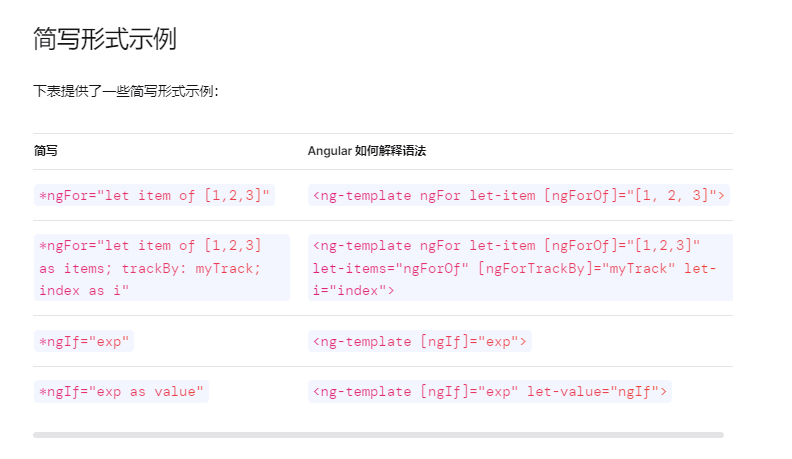 简写形式示例
下表提供了一些简写形式示例：
简写
Angular 如何解释语法
*ngFor="let item of [1,2,3]"
<ng-template ngFor let-item [ngForOf]="[1, 2, 3]">
*ngFor="let item of [1,2,3]
as items; trackBy: myTrack;
index as i"
<ng-template ngFor let-item [ngForOf]="[1,2,3]"
let-items="ngForOf" [ngForTrackBy]="myTrack" let-
i="index">
*ngIf="exp"
<ng-template [ngIf]="exp">
*ngIf="exp as value"
<ng-template [ngIf]="exp" let-value="ngIf">